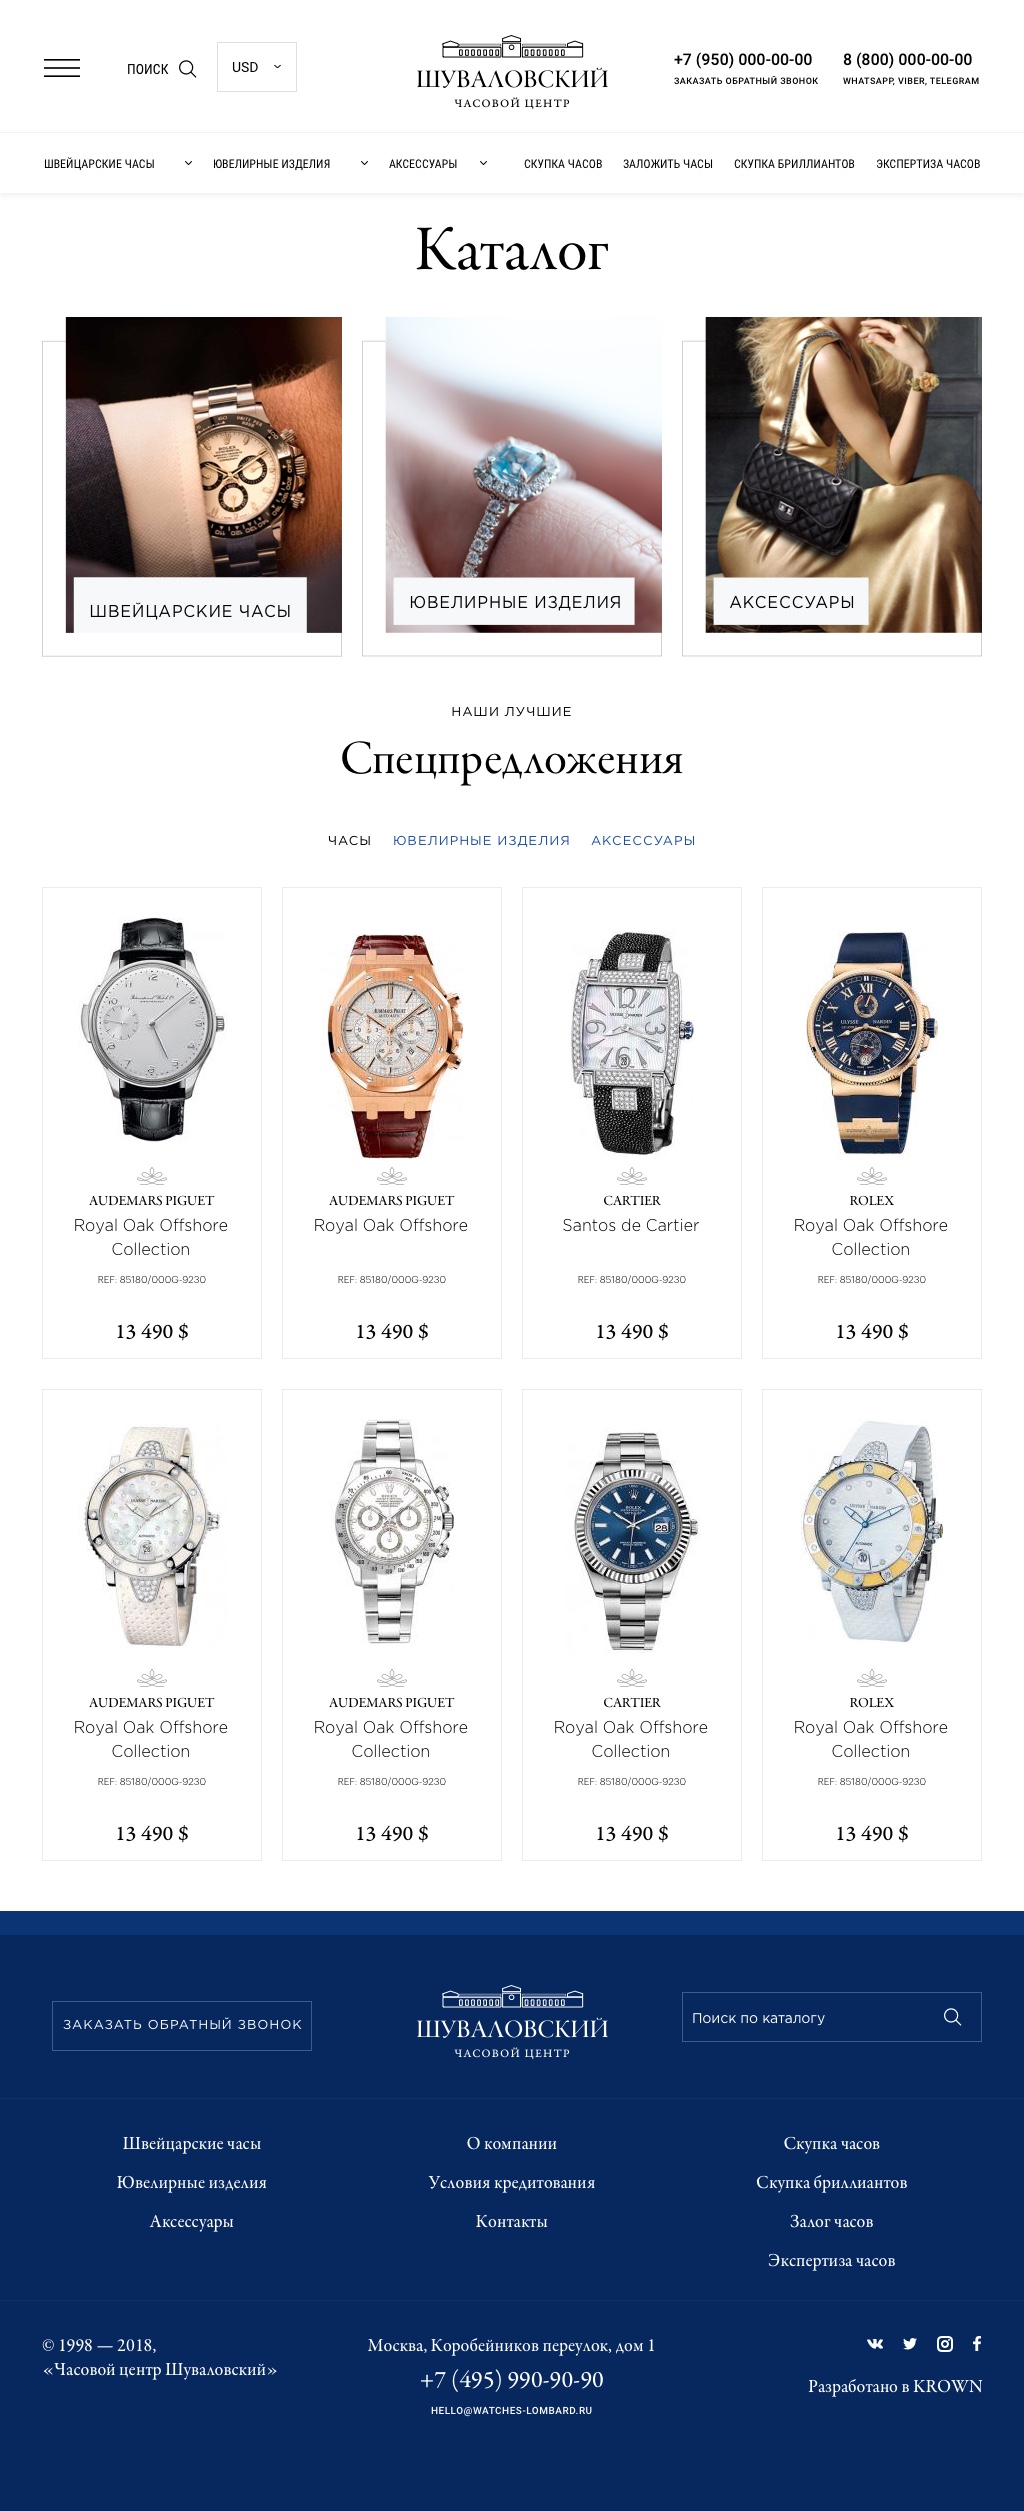 ПОИСК
USD
ШУВАЛОВСКИЙ
ЧАСОВОЙ ЦЕНТР
+7 (950) 000-00-00
ЗАКАЗАТЬ ОБРАТНЫЙ ЗВОНОК
8 (800) 000-00-00
WHATSAPP, VIBER, TELEGRAM
ШВЕЙЦАРСКИЕ ЧАСЫ
ЮВЕЛИРНЫЕ ИЗДЕЛИЯ
АКСЕССУАРЫ
СКУПКА ЧАСОВ
ЗАЛОЖИТЬ ЧАСЫ
СКУПКА БРИЛЛИАНТОВ
ЭКСПЕРТИЗА ЧАСОВ
Каталог
ШВЕЙЦАРСКИЕ ЧАСЫ
ЮВЕЛИРНЫЕ ИЗДЕЛИЯ
АКСЕССУАРЫ
НАШИ ЛУЧШИЕ
Спецпредложения
ЧАСЫ
ЮВЕЛИРНЫЕ ИЗДЕЛИЯ
АКСЕССУАРЫ
AUDEMARS PIGUET
Royal Oak Offshore
Collection
REF: 85180/000G-9230
13 490 $
AUDEMARS PIGUET
Royal Oak Offshore
REF: 85180/000G-9230
13 490 $
CARTIER
Santos de Cartier
REF: 85180/000G-9230
13 490 $
ROLEX
Royal Oak Offshore
Collection
REF: 85180/000G-9230
13 490 $
AUDEMARS PIGUET
Royal Oak Offshore
Collection
REF: 85180/000G-9230
13 490 $
AUDEMARS PIGUET
Royal Oak Offshore
Collection
REF: 85180/000G-9230
13 490 $
CARTIER
Royal Oak Offshore
Collection
REF: 85180/000G-9230
13 490 $
ROLEX
Royal Oak Offshore
Collection
REF: 85180/000G-9230
13 490 $
ЗАКАЗАТЬ ОБРАТНЫЙ ЗВОНОК
ШУВАЛОВСКИЙ
ЧАСОВОЙ ЦЕНТР
Поиск по каталогу
Швейцарские часы
Ювелирные изделия
Аксессуары
О компании
Условия кредитования
Контакты
Скупка часов
Скупка бриллиантов
Залог часов
Экспертиза часов
© 1998 — 2018,
«Часовой центр Шуваловский»
Москва, Коробейников переулок, дом 1
+7 (495) 990-90-90
HELLO@WATCHES-LOMBARD.RU
Разработано в KROWN